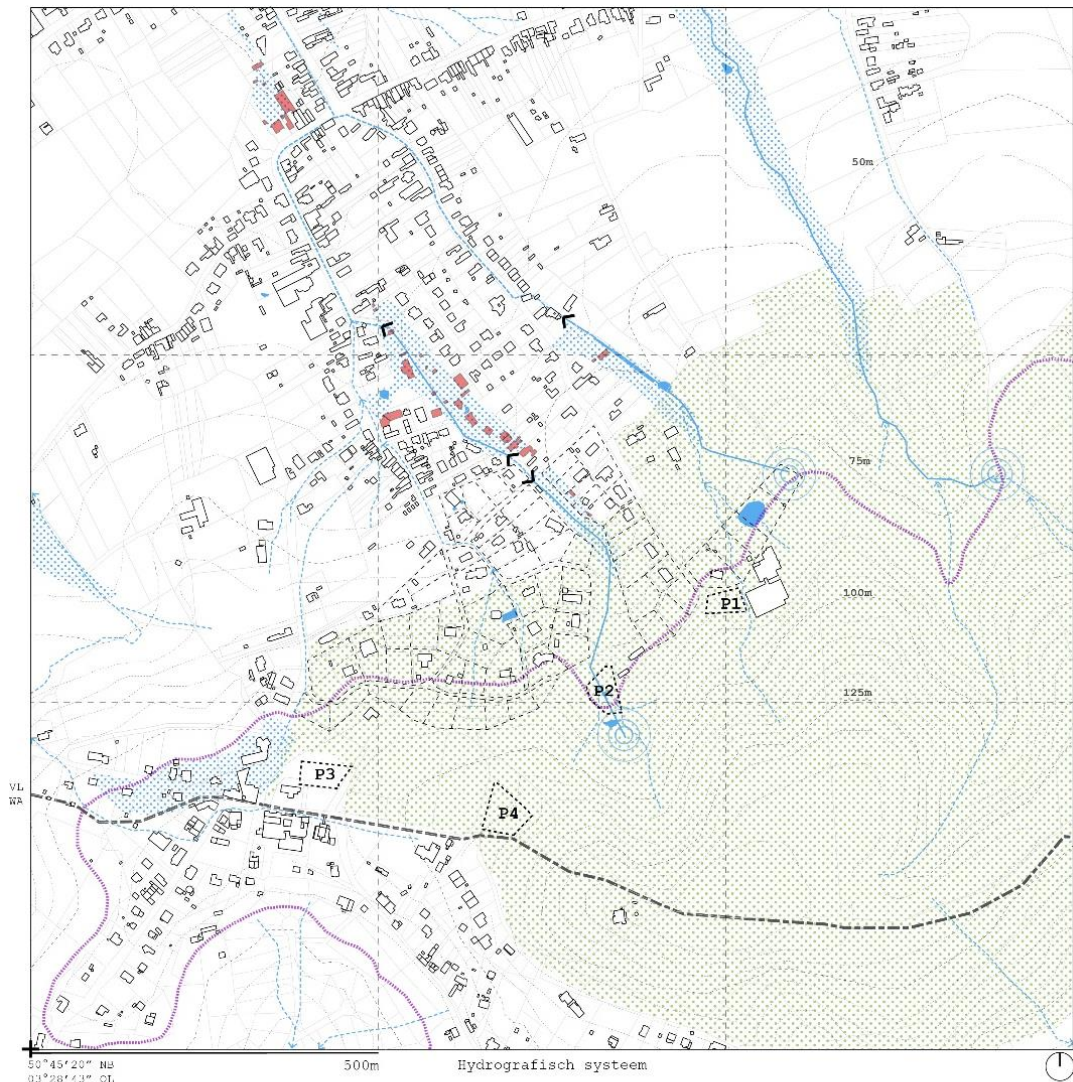 50m
75m
100m
P1
P2
125m
P3
VL
WA
P4
50°45'20" NB
03°28'43" OL
500m
Hydrografisch systeem